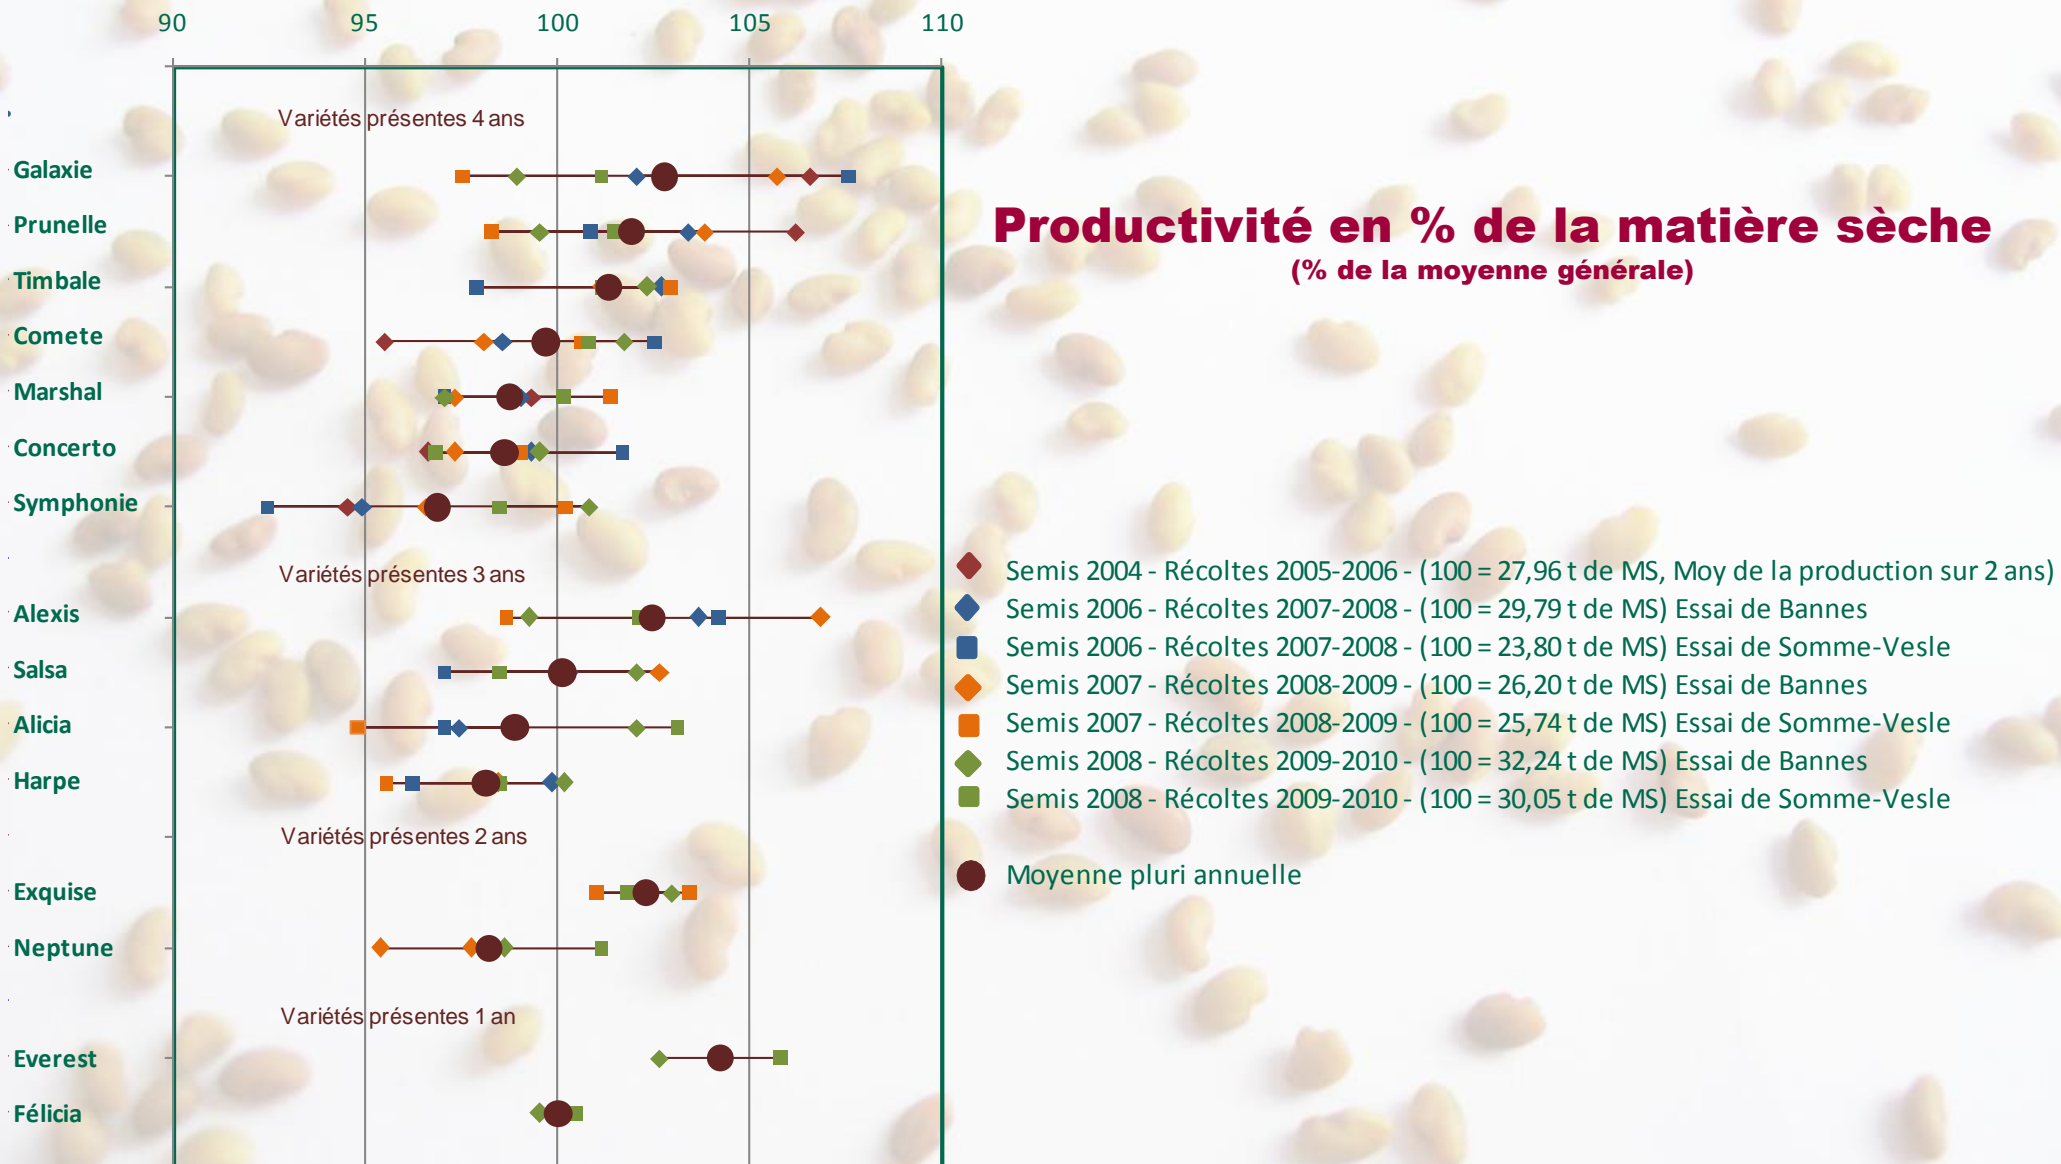 90 95 100 105 110
Variétés présentes 4 ans
Galaxie
Prunelle
Timbale
Comete
Marshal
Concerto
Symphonie
Variétés présentes 3 ans
Alexis
Salsa
Alicia
Harpe
Variétés présentes 2 ans
Exquise
Neptune
Variétés présentes 1 an
Everest
Félicia
Productivité en % de la matière sèche
(% de la moyenne générale)
Semis 2004 - Récoltes 2005-2006 - (100 = 27,96 t de MS, Moy de la production sur 2 ans)
Semis 2006 - Récoltes 2007-2008 - (100 = 29,79 t de MS) Essai de Bannes
Semis 2006 - Récoltes 2007-2008 - (100 = 23,80 t de MS) Essai de Somme-Vesle
Semis 2007 - Récoltes 2008-2009 - (100 = 26,20 t de MS) Essai de Bannes
Semis 2007 - Récoltes 2008-2009 - (100 = 25,74 t de MS) Essai de Somme-Vesle
Semis 2008 - Récoltes 2009-2010 - (100 = 32,24 t de MS) Essai de Bannes
Semis 2008 - Récoltes 2009-2010 - (100 = 30,05 t de MS) Essai de Somme-Vesle
Moyenne pluri annuelle